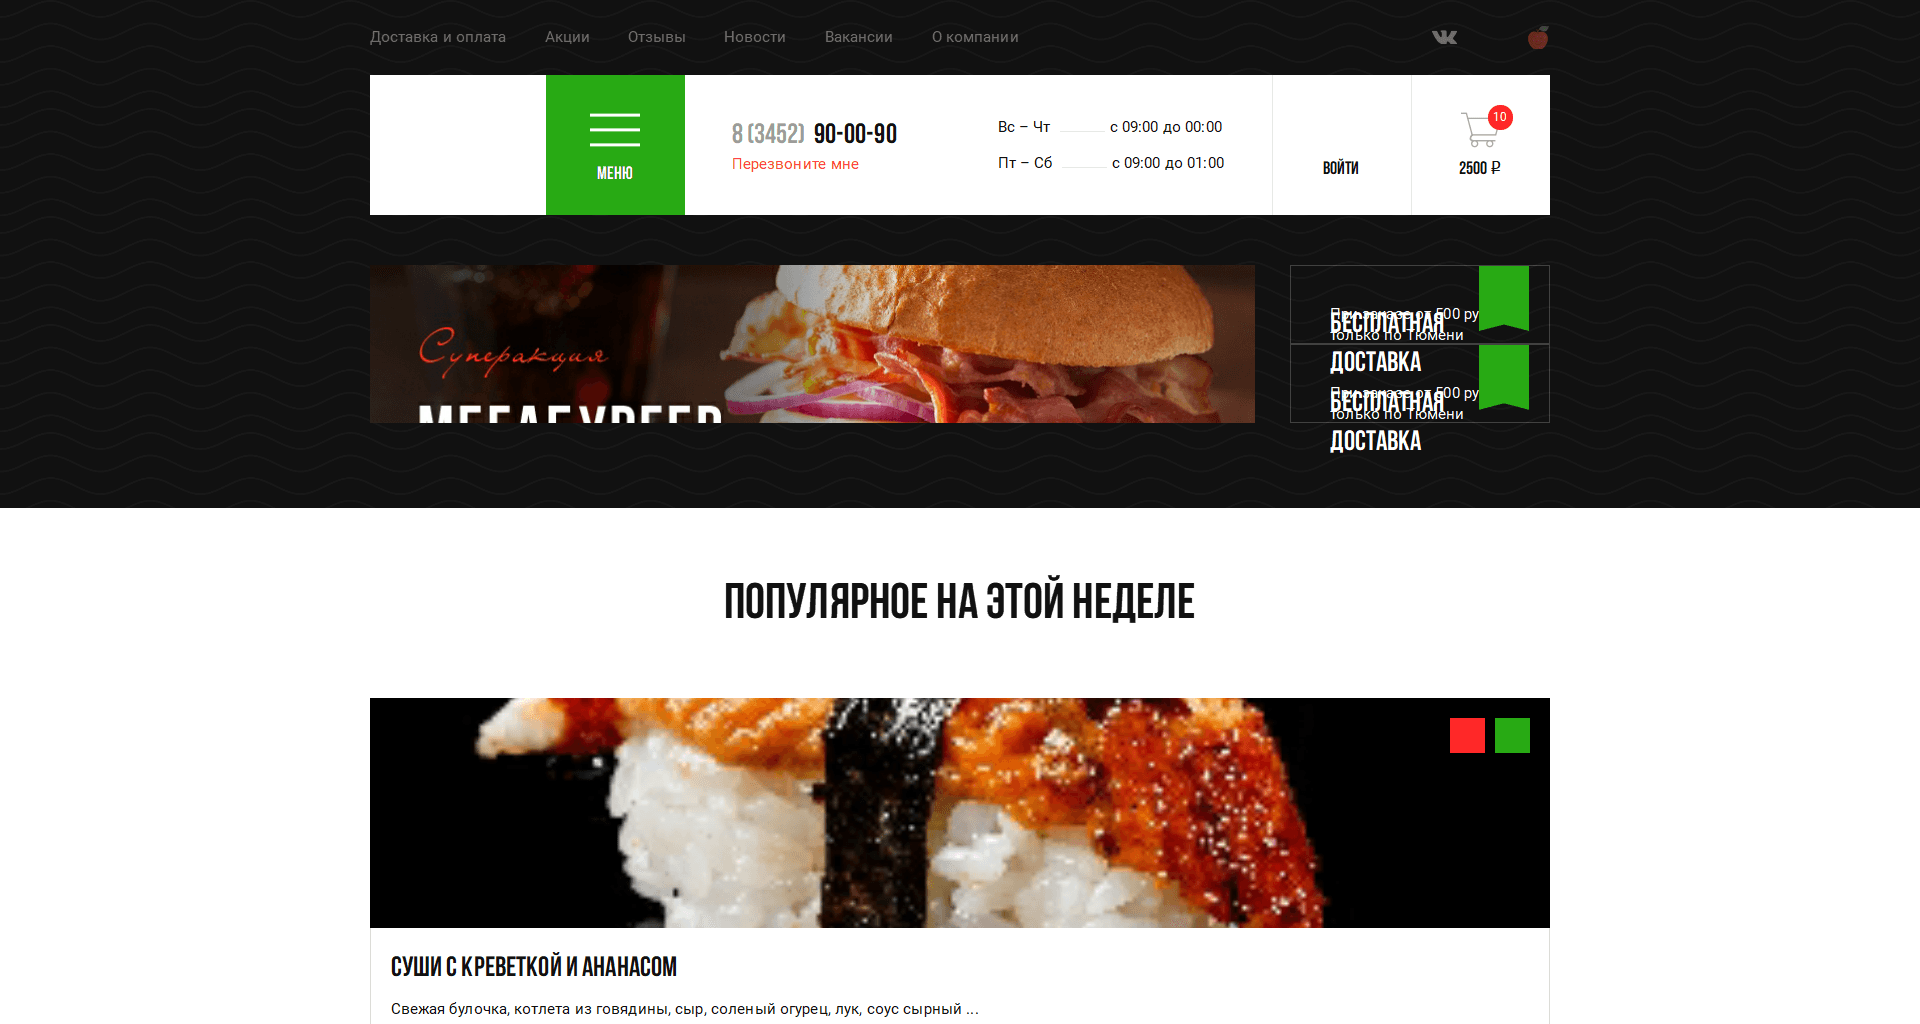 Доставка и оплата Акции Отзывы Новости Вакансии О компании
МЕНЮ
8 (3452) 90-00-90
Перезвоните мне
Вс – Чт с 09:00 до 00:00
Пт – Сб с 09:00 до 01:00
ВОЙТИ
10
2500 ₽
Суперакция
МЕГАБУРГЕР
При заказе от 500 ру
только по Тюмени
БЕСПЛАТНАЯ
ДОСТАВКА
При заказе от 500 ру
только по Тюмени
БЕСПЛАТНАЯ
ДОСТАВКА
ПОПУЛЯРНОЕ НА ЭТОЙ НЕДЕЛЕ
СУШИ С КРЕВЕТКОЙ И АНАНАСОМ
Свежая булочка, котлета из говядины, сыр, соленый огурец, лук, соус сырный ...